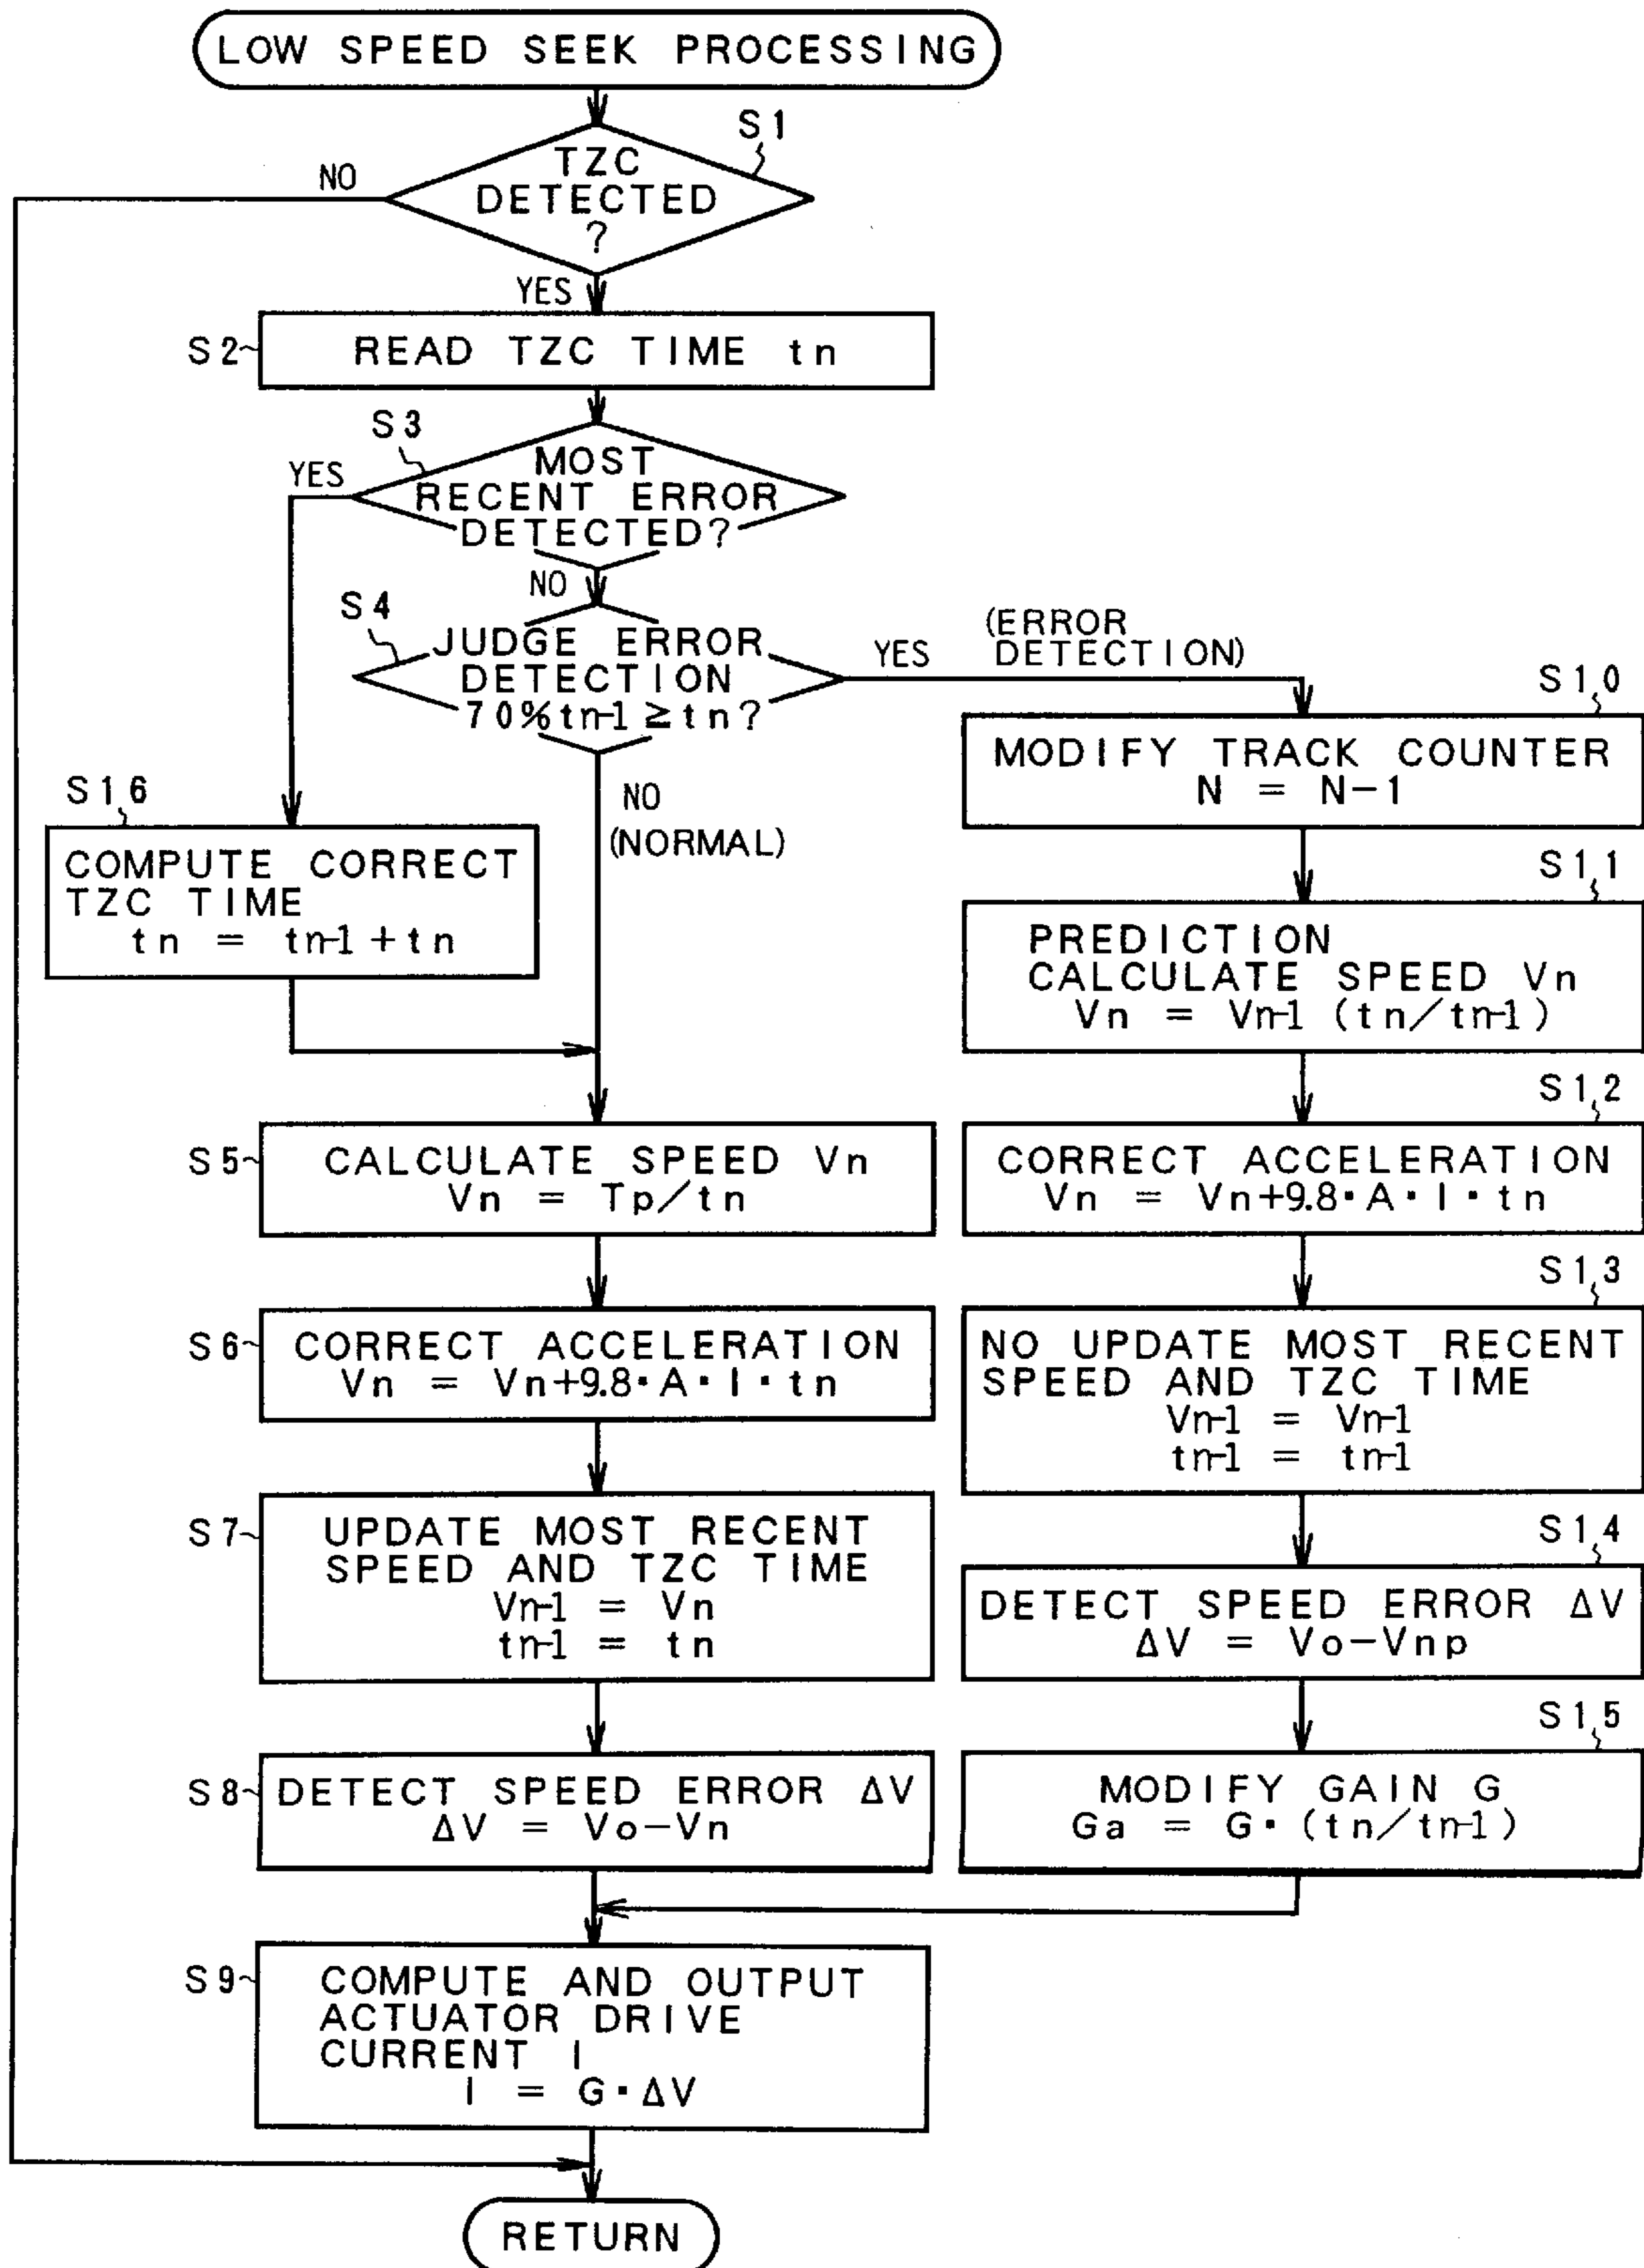 LOW SPEED SEEK PROCESSING
S1
TZC
DETECTED
?
NO
YES
S2
READ TZC TIME tn
S3
MOST
RECENT ERROR
DETECTED?
YES
NO
S4
JUDGE ERROR
DETECTION
70%tn-1 ≥ tn?
YES
(ERROR
DETECTION)
NO
(NORMAL)
S16
COMPUTE CORRECT
TZC TIME
tn = tn-1 + tn
S5
CALCULATE SPEED Vn
Vn = Tp/tn
S6
CORRECT ACCELERATION
Vn = Vn+9.8·A·I·tn
S7
UPDATE MOST RECENT
SPEED AND TZC TIME
Vn-1 = Vn
tn-1 = tn
S8
DETECT SPEED ERROR ΔV
ΔV = Vo-Vn
S10
MODIFY TRACK COUNTER
N = N-1
S11
PREDICTION
CALCULATE SPEED Vn
Vn = Vn-1 (tn/tn-1)
S12
CORRECT ACCELERATION
Vn = Vn+9.8·A·I·tn
S13
NO UPDATE MOST RECENT
SPEED AND TZC TIME
Vn-1 = Vn-1
tn-1 = tn-1
S14
DETECT SPEED ERROR ΔV
ΔV = Vo-Vnp
S15
MODIFY GAIN G
Ga = G·(tn/tn-1)
S9
COMPUTE AND OUTPUT
ACTUATOR DRIVE
CURRENT I
I = G·ΔV
RETURN